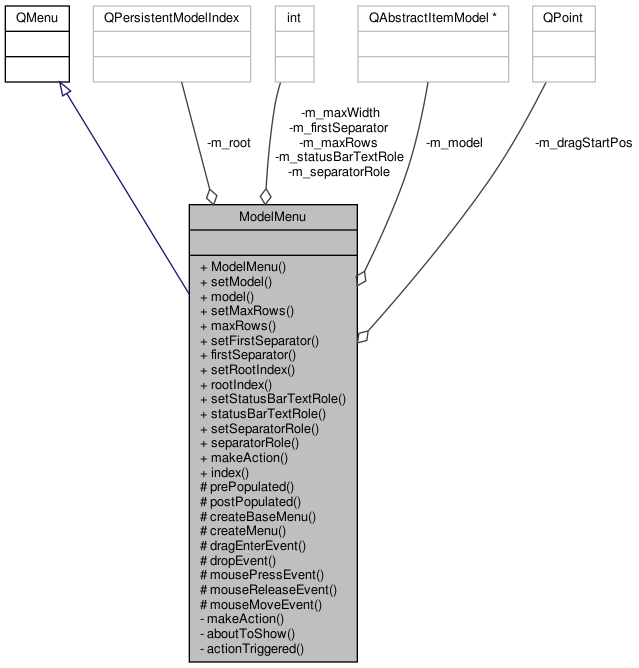 QMenu
QPersistentModelIndex
int
QAbstractItemModel *
QPoint
-m_root
-m_maxWidth
-m_firstSeparator
-m_maxRows
-m_statusBarTextRole
-m_separatorRole
-m_model
-m_dragStartPos
ModelMenu
+ ModelMenu()
+ setModel()
+ model()
+ setMaxRows()
+ maxRows()
+ setFirstSeparator()
+ firstSeparator()
+ setRootIndex()
+ rootIndex()
+ setStatusBarTextRole()
+ statusBarTextRole()
+ setSeparatorRole()
+ separatorRole()
+ makeAction()
+ index()
# prePopulated()
# postPopulated()
# createBaseMenu()
# createMenu()
# dragEnterEvent()
# dropEvent()
# mousePressEvent()
# mouseReleaseEvent()
# mouseMoveEvent()
- makeAction()
- aboutToShow()
- actionTriggered()